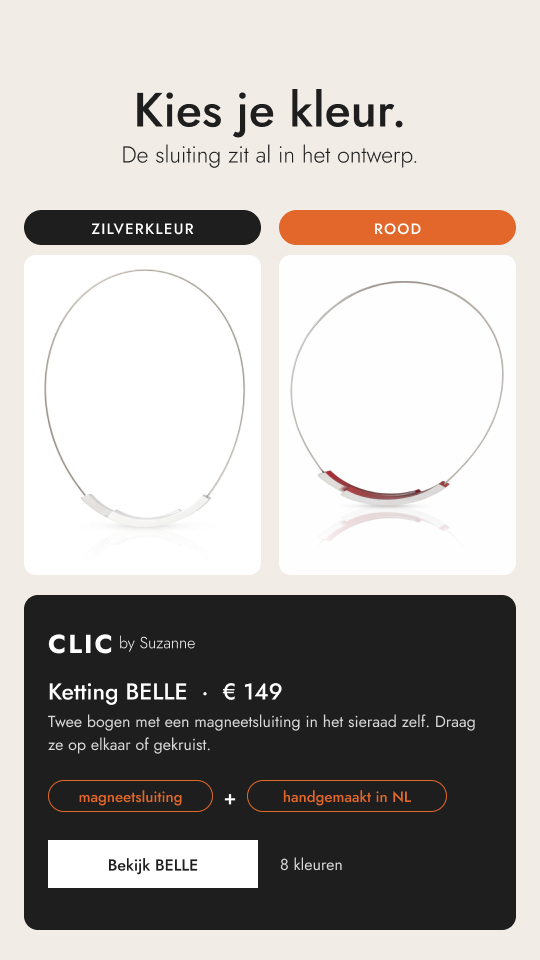 Kies je kleur.
De sluiting zit al in het ontwerp.
ZILVERKLEUR
ROOD
CLIC by Suzanne
Ketting BELLE · € 149
Twee bogen met een magneetsluiting in het sieraad zelf. Draag
ze op elkaar of gekruist.
magneetsluiting + handgemaakt in NL
Bekijk BELLE
8 kleuren